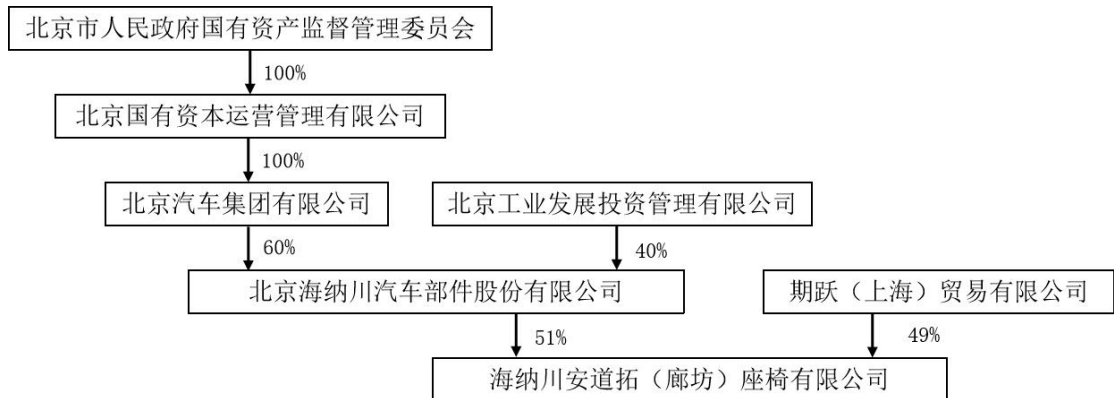 北京市人民政府国有资产监督管理委员会
100%
北京国有资本运营管理有限公司
100%
北京汽车集团有限公司
北京工业发展投资管理有限公司
60%
40%
北京海纳川汽车部件股份有限公司
期跃（上海）贸易有限公司
51%
49%
海纳川安道拓（廊坊）座椅有限公司